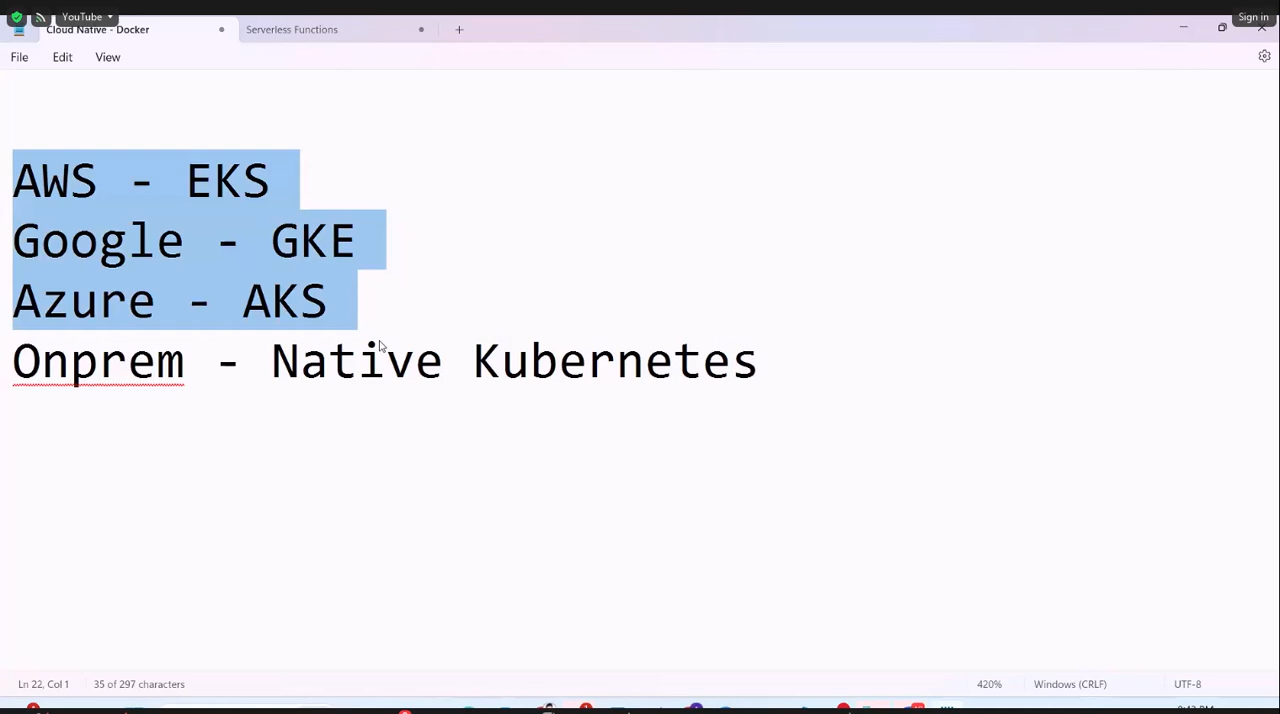 YouTube
Sign in
Cloud Native - Docker
Serverless Functions
File Edit View
AWS - EKS
Google - GKE
Azure - AKS
Onprem - Native Kubernetes
Ln 22, Col 1 35 of 297 characters 420% Windows (CRLF) UTF-8